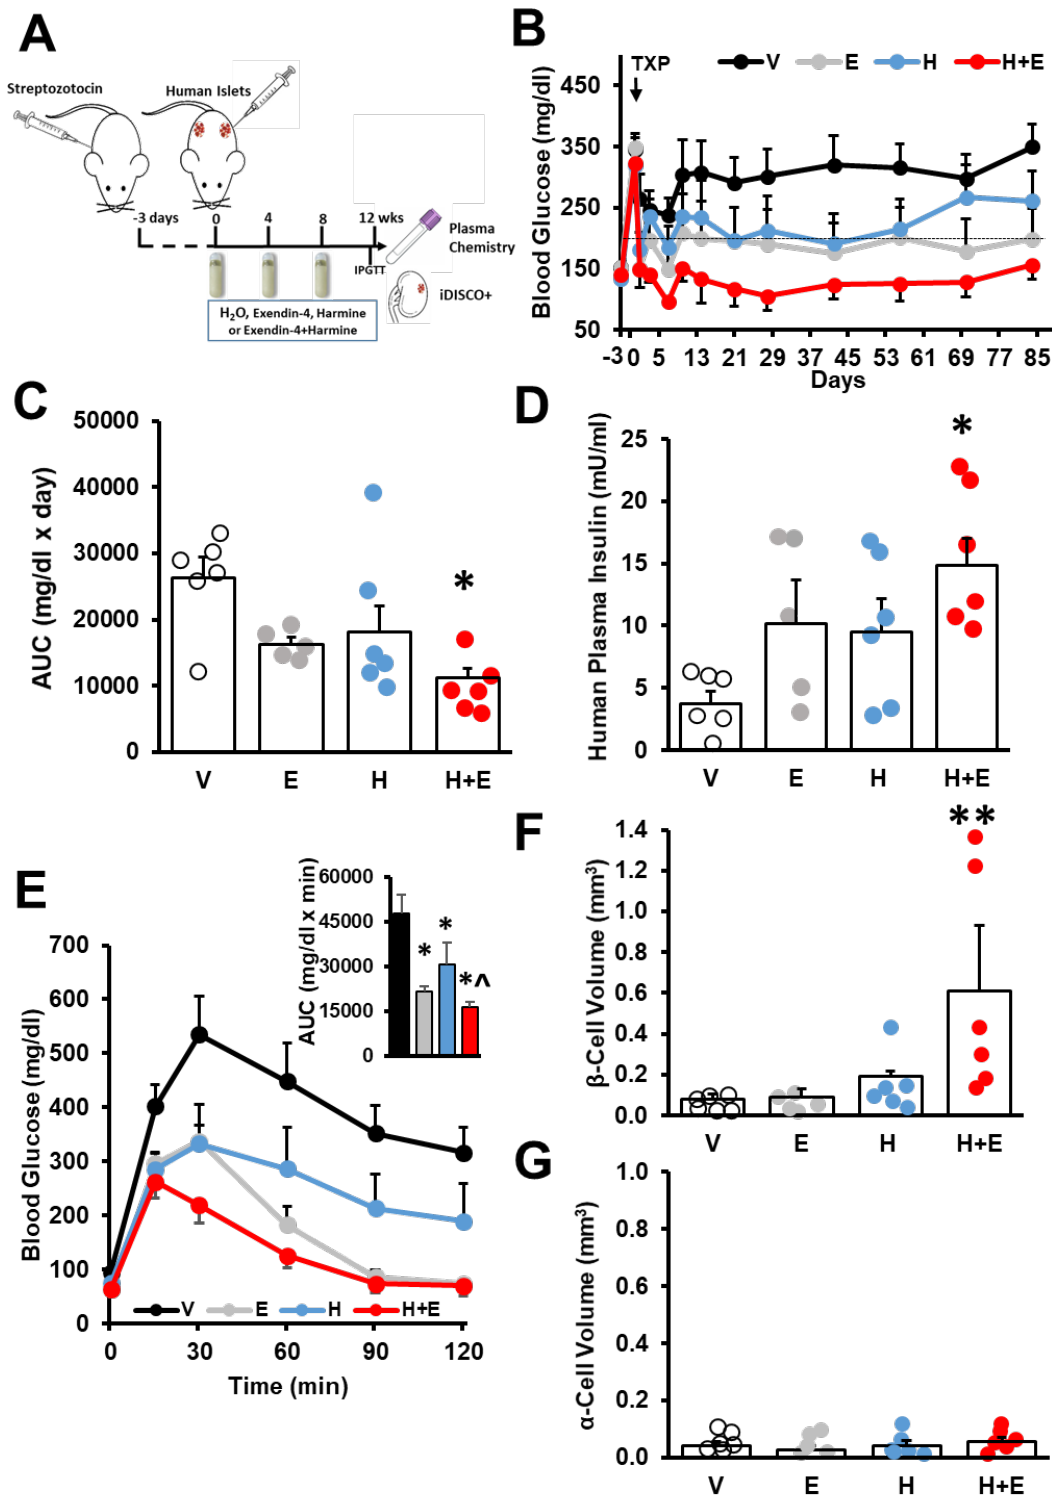 A
Streptozotocin
Human Islets
-3 days
0
4
8
12 wks
IPGTT
Plasma
Chemistry
iDISCO+
H2O, Exendin-4, Harmine
or Exendin-4+Harmine
B
TXP
V
E
H
H+E
Blood Glucose (mg/dl)
450
350
250
150
50
-3 0 5 13 21 29 37 45 53 61 69 77 85
Days
C
AUC (mg/dl x day)
50000
40000
30000
20000
10000
0
*
V
E
H
H+E
D
Human Plasma Insulin (mU/ml)
25
20
15
10
5
0
*
V
E
H
H+E
E
Blood Glucose (mg/dl)
700
600
500
400
300
200
100
0
V
E
H
H+E
0
30
60
90
120
Time (min)
AUC (mg/dl x min)
60000
45000
30000
15000
0
*
*
*^
F
β-Cell Volume (mm³)
1.4
1.2
1.0
0.8
0.6
0.4
0.2
0.0
**
V
E
H
H+E
G
α-Cell Volume (mm³)
1.0
0.8
0.6
0.4
0.2
0.0
V
E
H
H+E